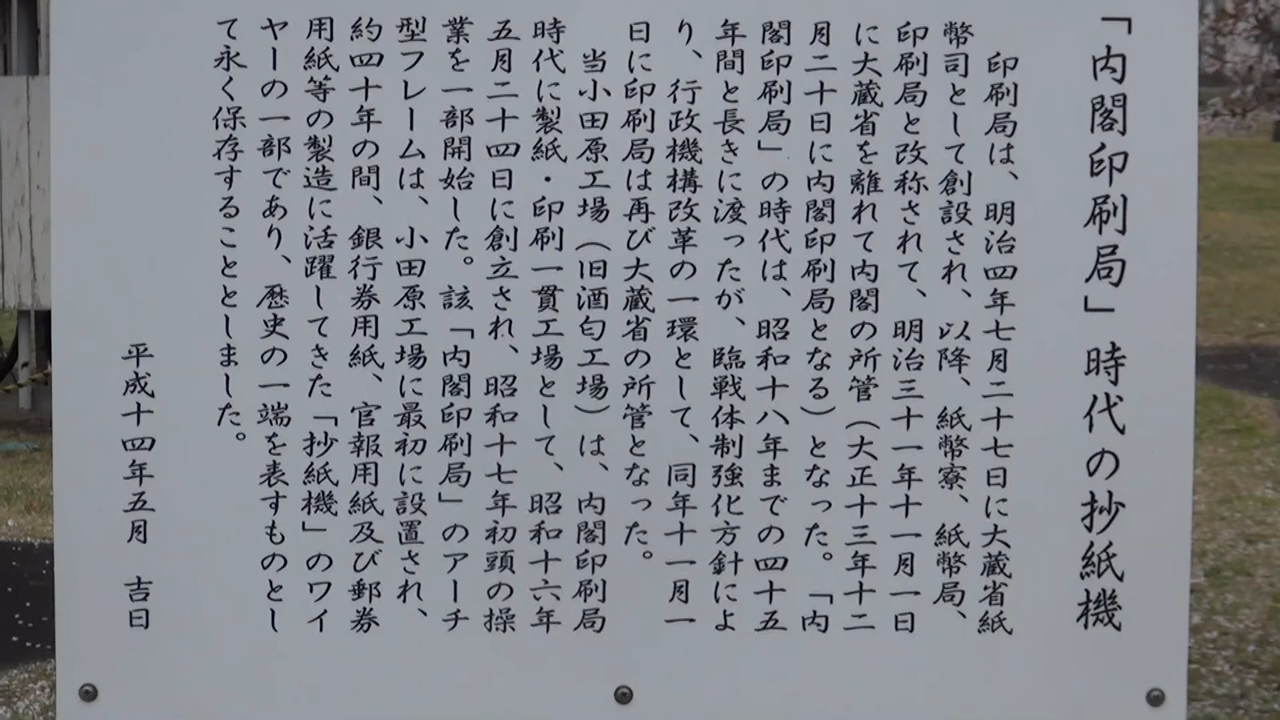 「内閣印刷局」時代の抄紙機
印刷局は、明治四年七月二十七日に大蔵省紙
幣司として創設され、以降、紙幣寮、紙幣局、
印刷局と改称されて、明治三十一年十一月一日
に大蔵省を離れて内閣の所管（大正十三年十二
月二十日に内閣印刷局となる）となった。「内
閣印刷局」の時代は、昭和十八年までの四十五
年間と長きに渡ったが、臨戦体制強化方針によ
り、行政機構改革の一環として、同年十一月一
日に印刷局は再び大蔵省の所管となった。
当小田原工場（旧酒匂工場）は、内閣印刷局
時代に製紙・印刷一貫工場として、昭和十六年
五月二十四日に創立され、昭和十七年初頭の操
業を一部開始した。該「内閣印刷局」のアーチ
型フレームは、小田原工場に最初に設置され、
約四十年の間、銀行券用紙、官報用紙及び郵券
用紙等の製造に活躍してきた「抄紙機」のワイ
ヤーの一部であり、歴史の一端を表すものとし
て永く保存することとしました。
平成十四年五月　吉日